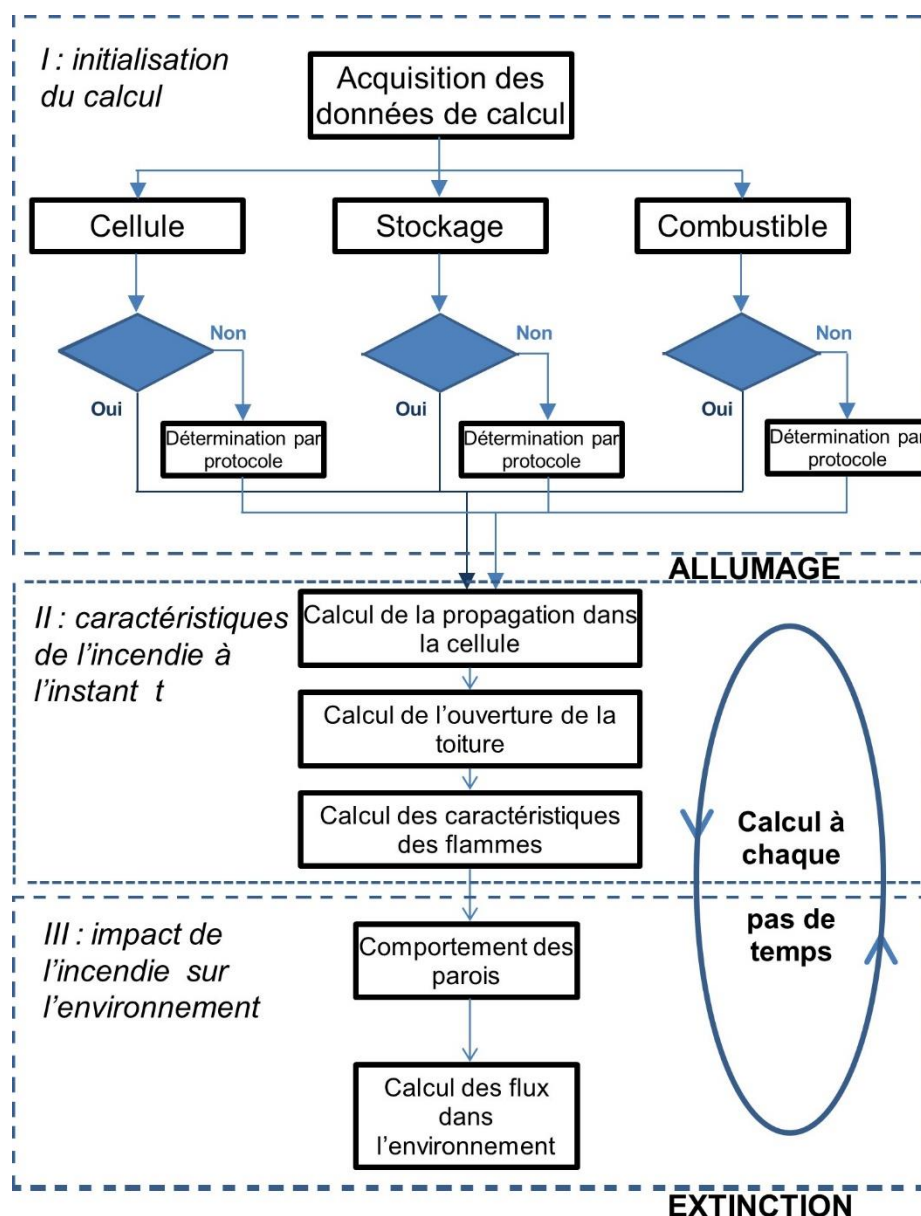 I : initialisation
du calcul
Acquisition des
données de calcul
Cellule
Stockage
Combustible
Non
Non
Non
Oui
Oui
Oui
Détermination par
protocole
Détermination par
protocole
Détermination par
protocole
ALLUMAGE
II : caractéristiques
de l'incendie à
l'instant t
Calcul de la propagation dans
la cellule
Calcul de l'ouverture de la
toiture
Calcul des caractéristiques
des flammes
Calcul à
chaque
pas de
temps
III : impact de
l'incendie sur
l'environnement
Comportement des
parois
Calcul des flux
dans
l'environnement
EXTINCTION